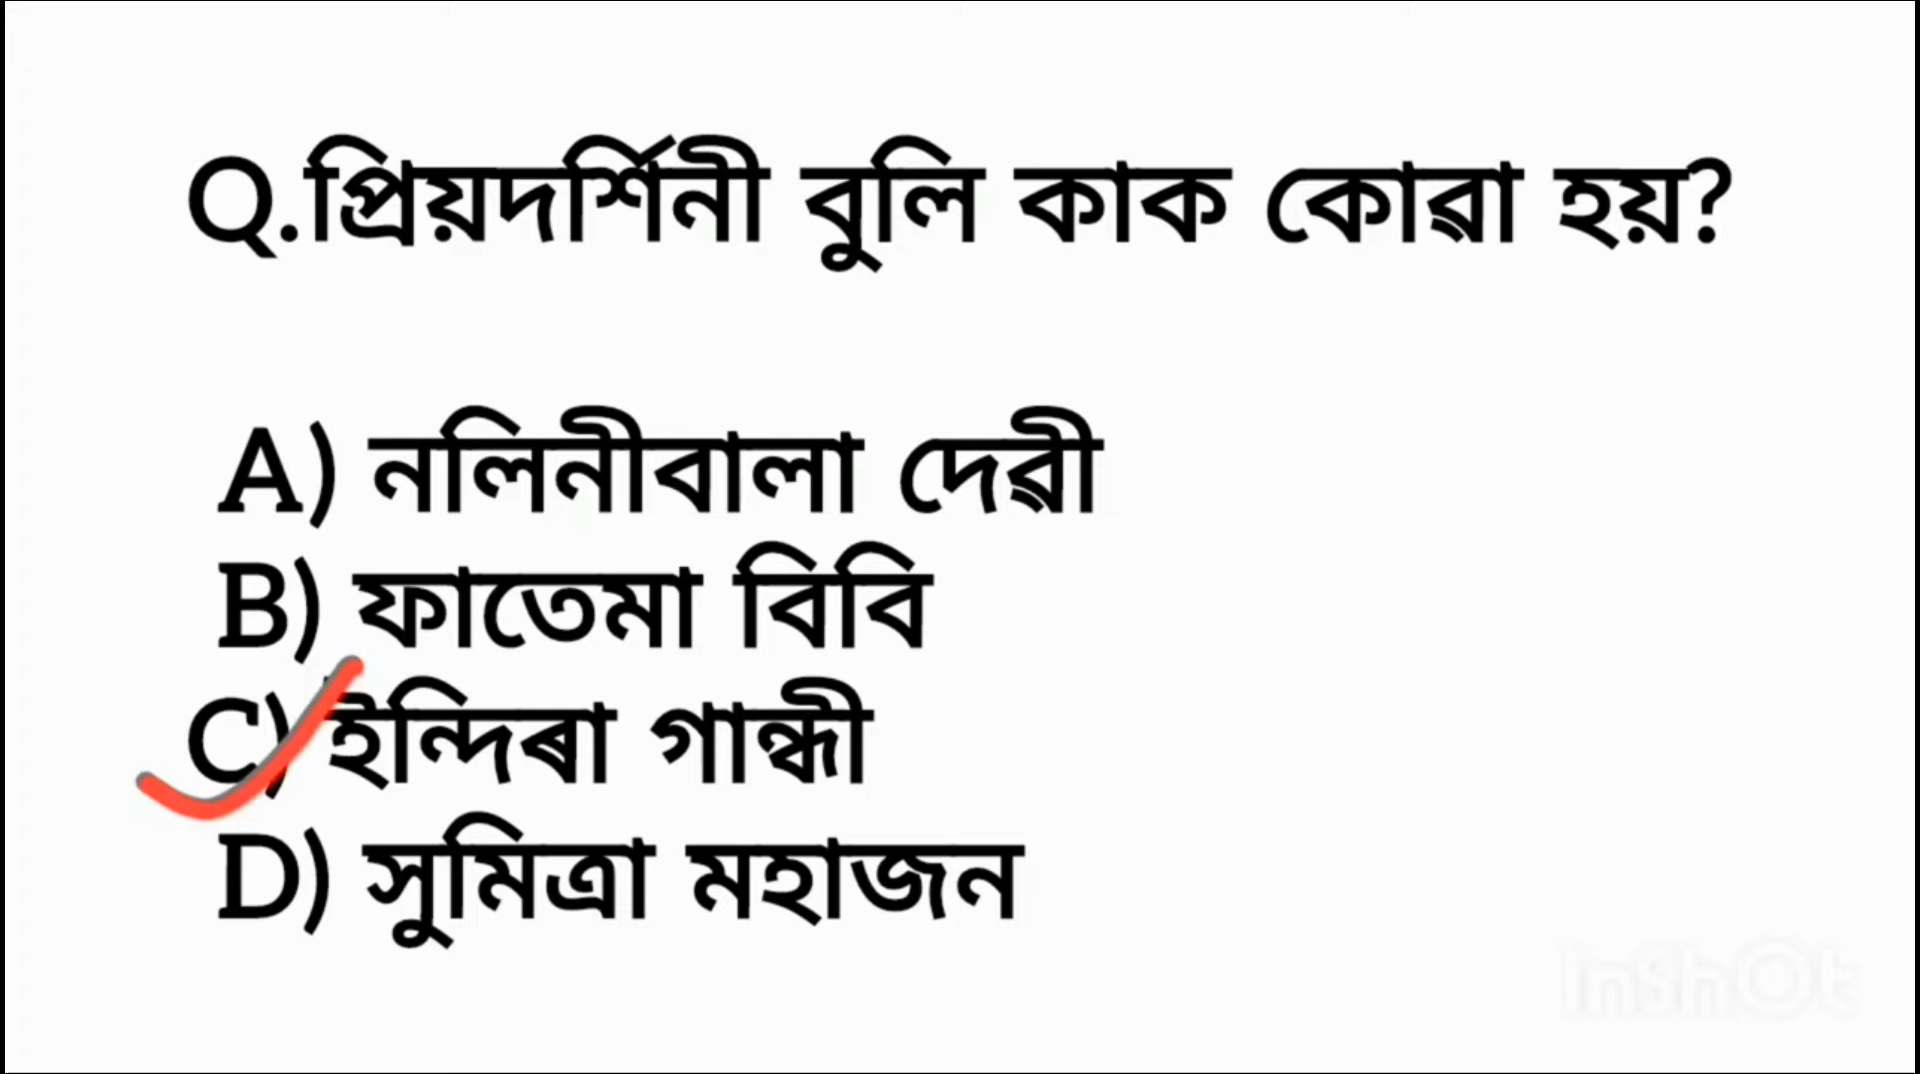 Q.প্ৰিয়দৰ্শিনী বুলি কাক কোৱা হয়?
A) নলিনীবালা দেৱী
B) ফাতেমা বিবি
C) ইন্দিৰা গান্ধী
D) সুমিত্ৰা মহাজন
InShOt